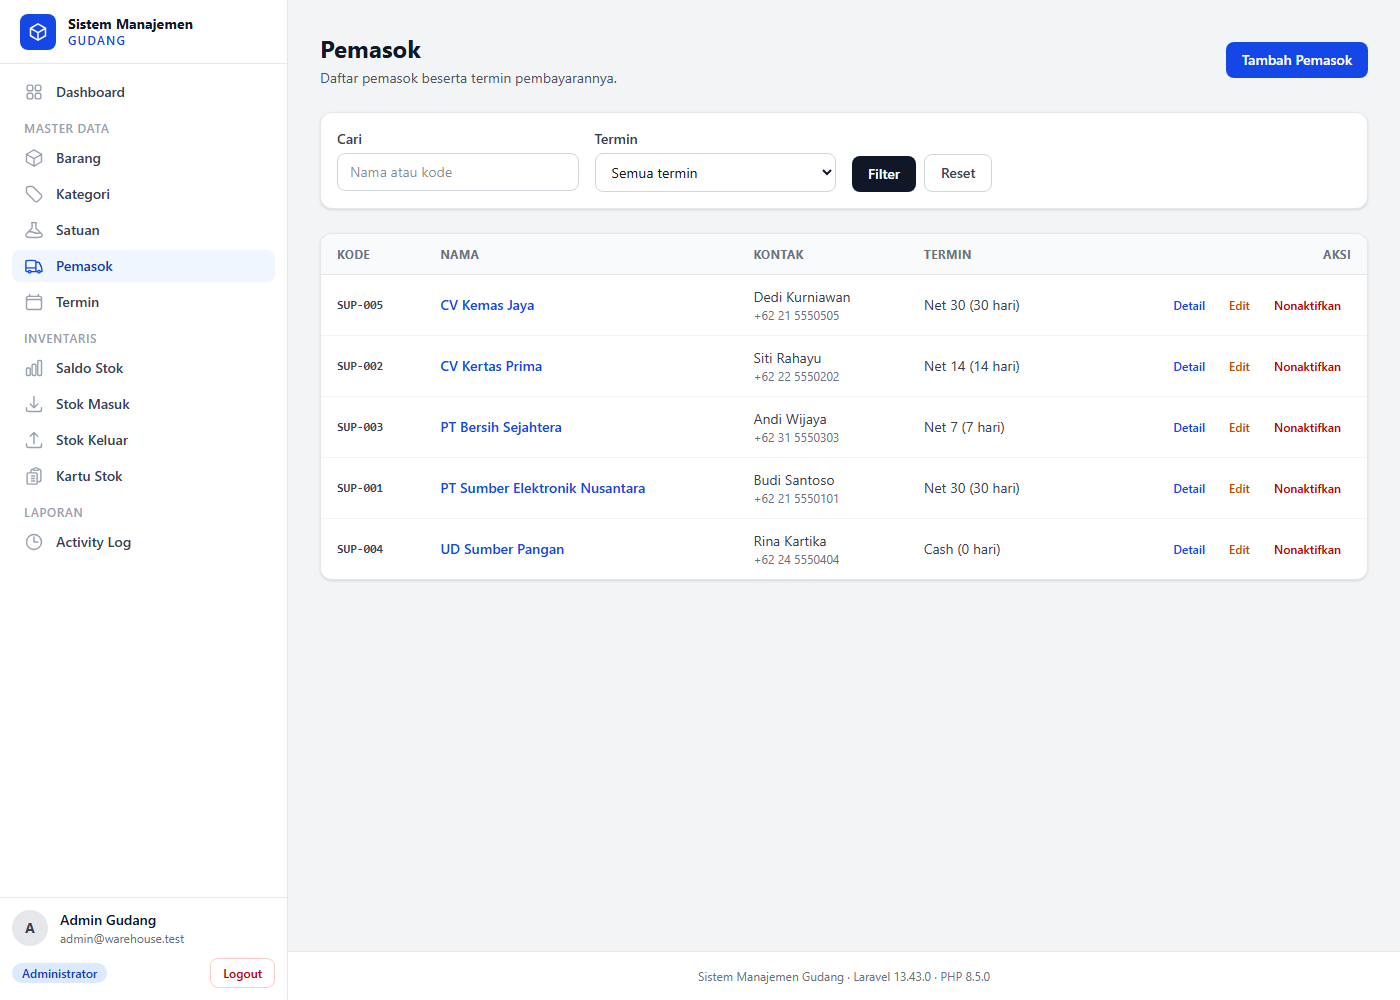 Sistem Manajemen
GUDANG
Dashboard
MASTER DATA
Barang
Kategori
Satuan
Pemasok
Termin
INVENTARIS
Saldo Stok
Stok Masuk
Stok Keluar
Kartu Stok
LAPORAN
Activity Log
A
Admin Gudang
admin@warehouse.test
Administrator
Logout
Pemasok
Daftar pemasok beserta termin pembayarannya.
Tambah Pemasok
Cari
Termin
Nama atau kode
Semua termin
Filter
Reset
KODE NAMA KONTAK TERMIN AKSI
SUP-005 CV Kemas Jaya Dedi Kurniawan Net 30 (30 hari) Detail Edit Nonaktifkan
+62 21 5550505
SUP-002 CV Kertas Prima Siti Rahayu Net 14 (14 hari) Detail Edit Nonaktifkan
+62 22 5550202
SUP-003 PT Bersih Sejahtera Andi Wijaya Net 7 (7 hari) Detail Edit Nonaktifkan
+62 31 5550303
SUP-001 PT Sumber Elektronik Nusantara Budi Santoso Net 30 (30 hari) Detail Edit Nonaktifkan
+62 21 5550101
SUP-004 UD Sumber Pangan Rina Kartika Cash (0 hari) Detail Edit Nonaktifkan
+62 24 5550404
Sistem Manajemen Gudang · Laravel 13.43.0 · PHP 8.5.0